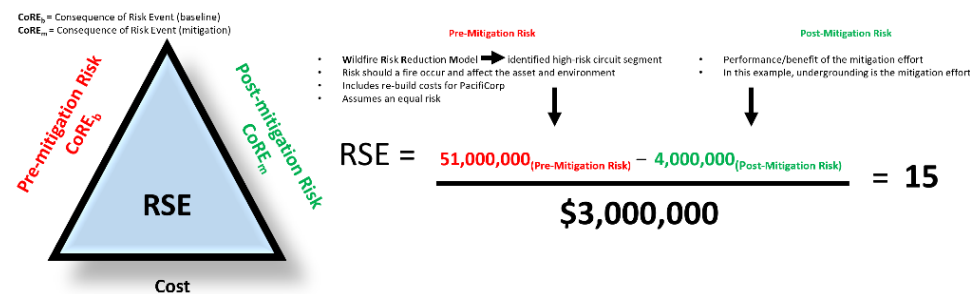 CoREb = Consequence of Risk Event (baseline)
CoREm = Consequence of Risk Event (mitigation)
Pre-mitigation Risk
CoREb
Post-mitigation Risk
CoREm
RSE
Cost
Pre-Mitigation Risk
• Wildfire Risk Reduction Model identified high-risk circuit segment
• Risk should a fire occur and affect the asset and environment
• Includes re-build costs for PacifiCorp
• Assumes an equal risk
Post-Mitigation Risk
• Performance/benefit of the mitigation effort
• In this example, undergrounding is the mitigation effort
RSE = 51,000,000(Pre-Mitigation Risk) – 4,000,000(Post-Mitigation Risk) = 15
$3,000,000